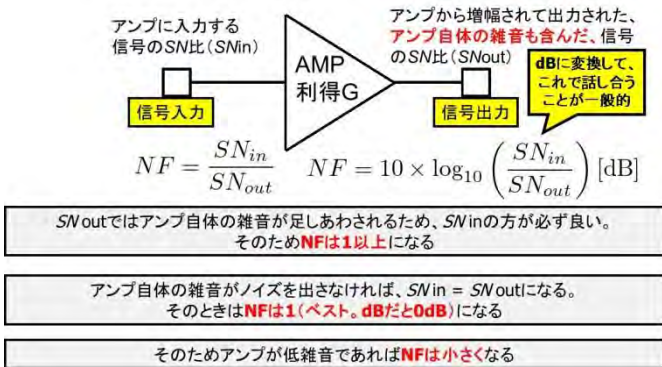 アンプに入力する
信号のSN比(SNin)
アンプから増幅されて出力された、
アンプ自体の雑音も含んだ、信号
のSN比(SNout)
dBに変換して、
これで話し合う
ことが一般的
AMP
利得G
信号入力
信号出力
NF = SN_in / SN_out
NF = 10 × log_10 (SN_in / SN_out) [dB]
SNoutではアンプ自体の雑音が足しあわされるため、SNinの方が必ず良い。
そのためNFは1以上になる
アンプ自体の雑音がノイズを出さなければ、SNin = SNoutになる。
そのときはNFは1(ベスト。dBだと0dB)になる
そのためアンプが低雑音であればNFは小さくなる